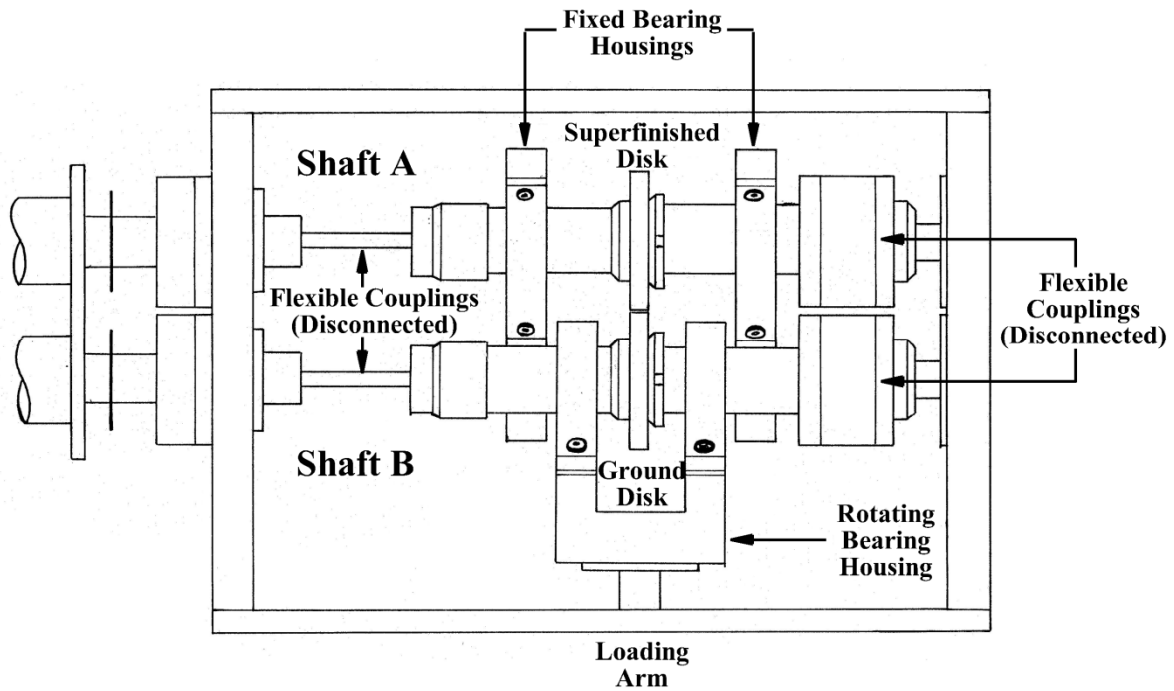 Fixed Bearing
Housings
Superfinished
Disk
Shaft A
Flexible Couplings
(Disconnected)
Flexible
Couplings
(Disconnected)
Shaft B
Ground
Disk
Rotating
Bearing
Housing
Loading
Arm